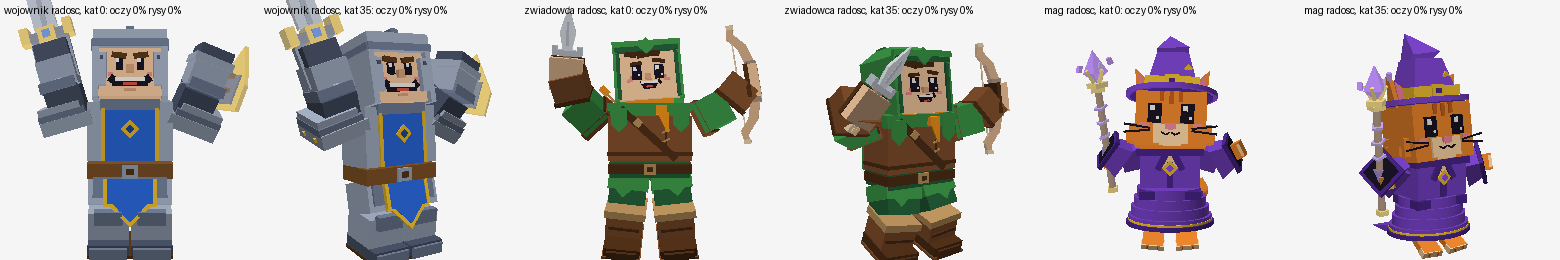 wojownik radosc, kat 0: oczy 0% rysy 0%
wojownik radosc, kat 35: oczy 0% rysy 0%
zwiadowca radosc, kat 0: oczy 0% rysy 0%
zwiadowca radosc, kat 35: oczy 0% rysy 0%
mag radosc, kat 0: oczy 0% rysy 0%
mag radosc, kat 35: oczy 0% rysy 0%